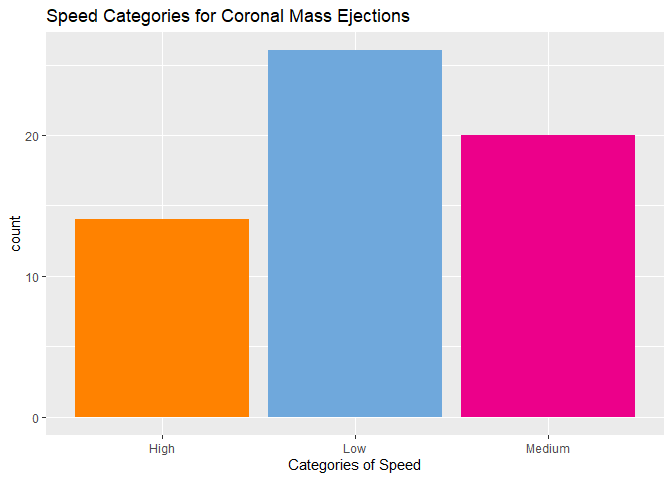 Speed Categories for Coronal Mass Ejections
count
20
10
0
High Low Medium
Categories of Speed